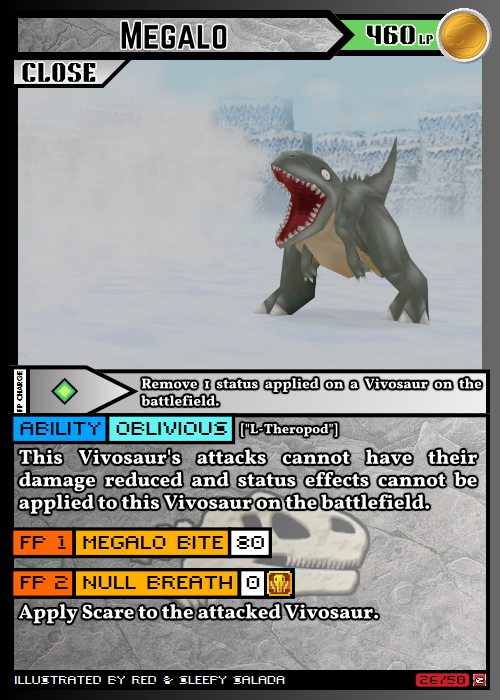 MEGALO
460 LP
CLOSE
FP CHARGE
Remove 1 status applied on a Vivosaur on the
battlefield.
ABILITY OBLIVIOUS ["L-Theropod"]
This Vivosaur's attacks cannot have their
damage reduced and status effects cannot be
applied to this Vivosaur on the battlefield.
FP 1 MEGALO BITE 80
FP 2 NULL BREATH 0
Apply Scare to the attacked Vivosaur.
ILLUSTRATED BY RED & SLEEPY SALADA
26/50